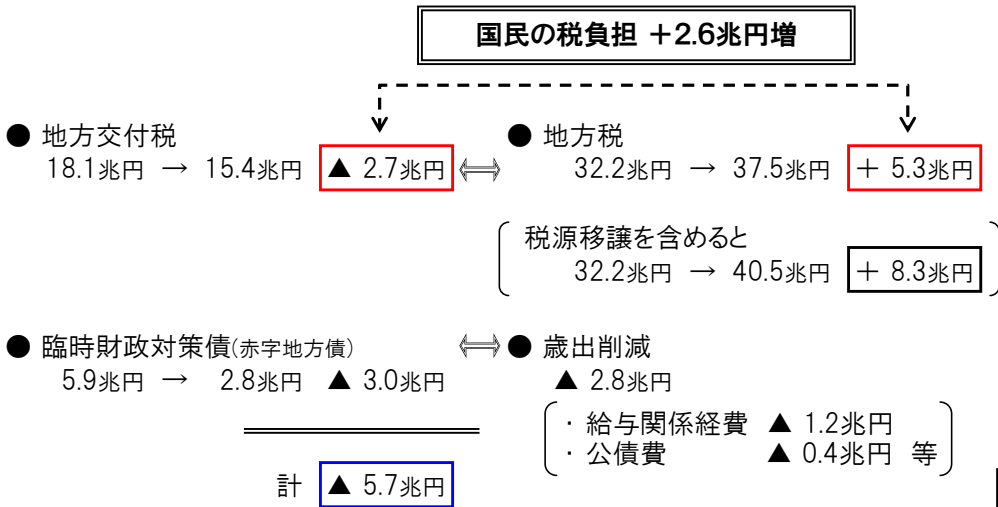 国民の税負担 +2.6兆円増
● 地方交付税
18.1兆円 → 15.4兆円 ▲ 2.7兆円
● 地方税
32.2兆円 → 37.5兆円 + 5.3兆円
税源移譲を含めると
32.2兆円 → 40.5兆円 + 8.3兆円
● 臨時財政対策債(赤字地方債)
5.9兆円 → 2.8兆円 ▲ 3.0兆円
● 歳出削減
▲ 2.8兆円
・給与関係経費 ▲ 1.2兆円
・公債費 ▲ 0.4兆円 等
計 ▲ 5.7兆円